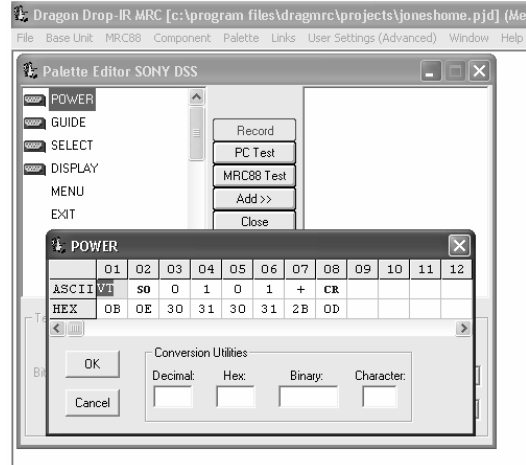 Dragon Drop-IR MRC [c:\program files\dragmrc\projects\joneshome.pjd] (Me
File Base Unit MRC88 Component Palette Links User Settings (Advanced) Window Help
Palette Editor SONY DSS
POWER
GUIDE
SELECT
DISPLAY
MENU
EXIT
Record
PC Test
MRC88 Test
Add >>
Close
POWER
01 02 03 04 05 06 07 08 09 10 11 12
ASCII VT SO 0 1 0 1 + CR
HEX 0B 0E 30 31 30 31 2B 0D
OK
Cancel
Conversion Utilities
Decimal: Hex: Binary: Character: